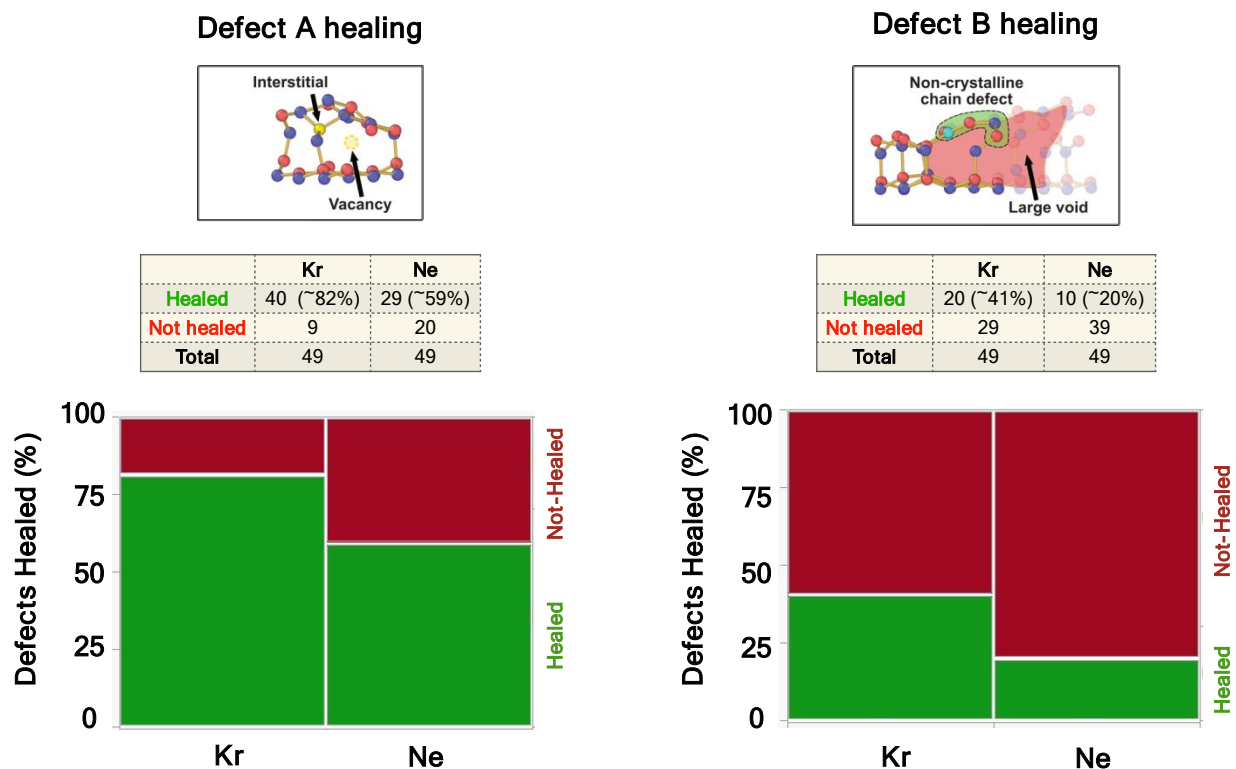 Defect A healing
Interstitial
Vacancy
Kr Ne
Healed 40 (~82%) 29 (~59%)
Not healed 9 20
Total 49 49
Defects Healed (%)
100
75
50
25
0
Kr Ne
Not-Healed
Healed
Defect B healing
Non-crystalline
chain defect
Large void
Kr Ne
Healed 20 (~41%) 10 (~20%)
Not healed 29 39
Total 49 49
Defects Healed (%)
100
75
50
25
0
Kr Ne
Not-Healed
Healed